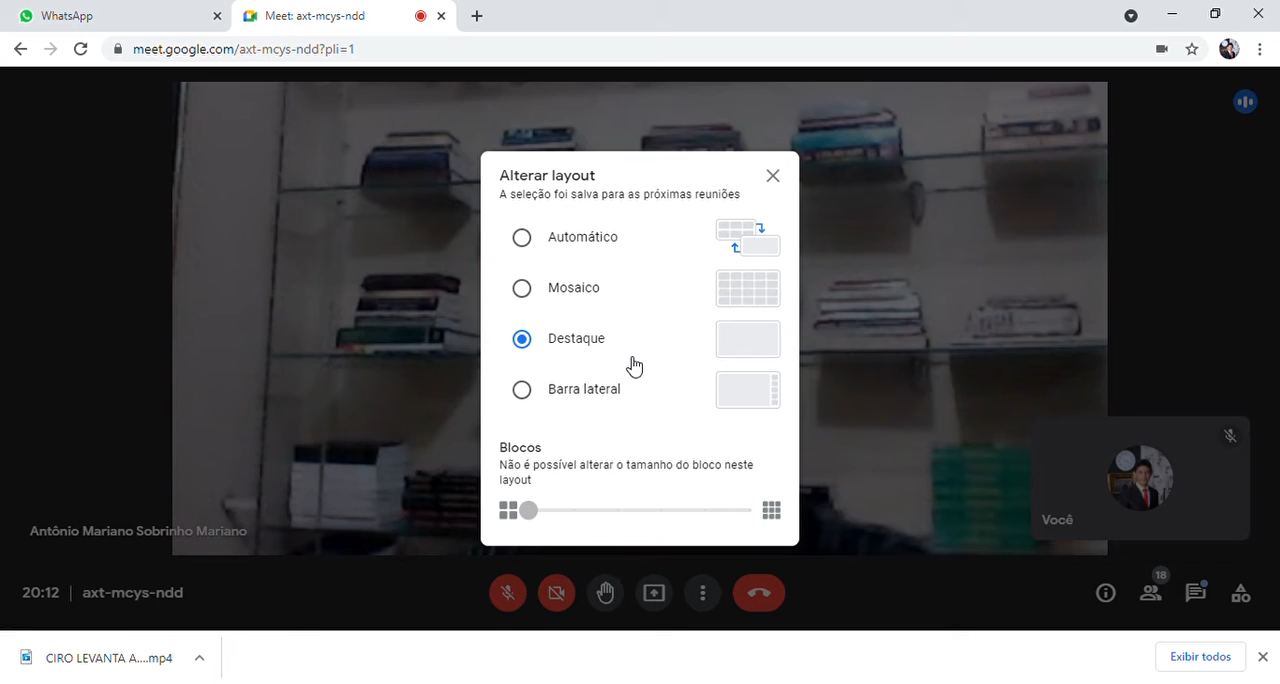 WhatsApp
Meet: axt-mcys-ndd
meet.google.com/axt-mcys-ndd?pli=1
Alterar layout
A seleção foi salva para as próximas reuniões
Automático
Mosaico
Destaque
Barra lateral
Blocos
Não é possível alterar o tamanho do bloco neste
layout
Você
Antônio Mariano Sobrinho Mariano
20:12 | axt-mcys-ndd
18
CIRO LEVANTA A....mp4
Exibir todos